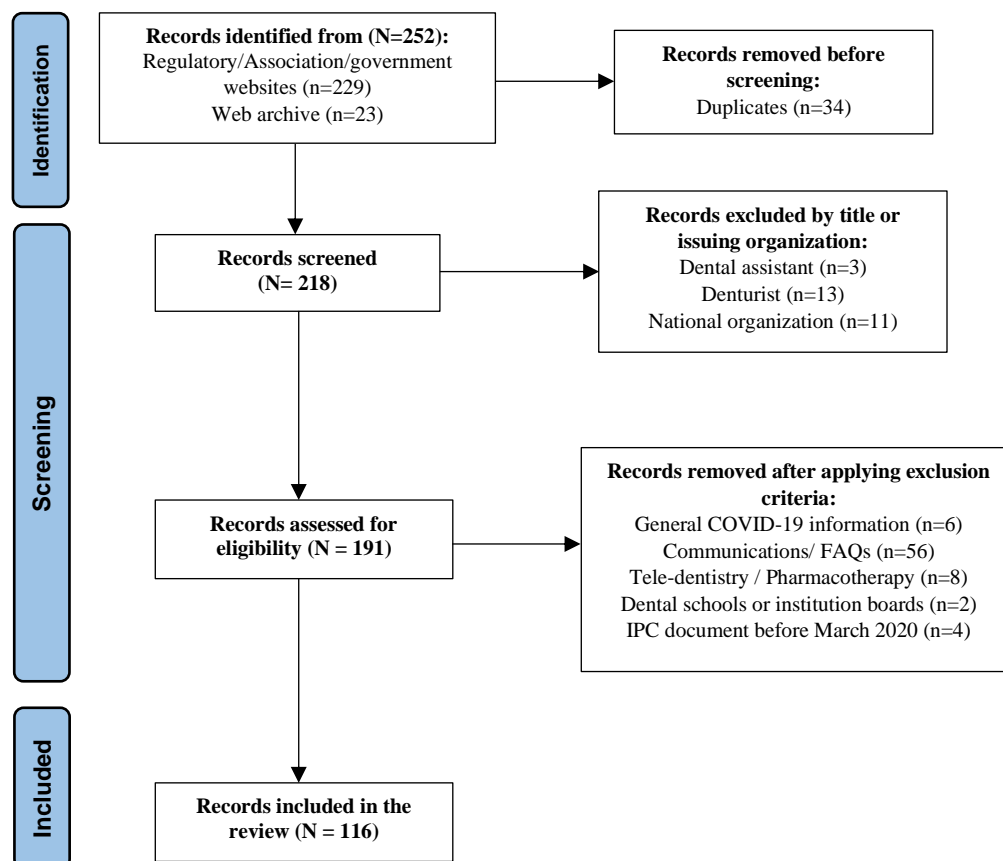 Identification
Records identified from (N=252):
Regulatory/Association/government
websites (n=229)
Web archive (n=23)
Records removed before
screening:
Duplicates (n=34)
Screening
Records screened
(N= 218)
Records excluded by title or
issuing organization:
Dental assistant (n=3)
Denturist (n=13)
National organization (n=11)
Records assessed for
eligibility (N = 191)
Records removed after applying exclusion
criteria:
General COVID-19 information (n=6)
Communications/ FAQs (n=56)
Tele-dentistry / Pharmacotherapy (n=8)
Dental schools or institution boards (n=2)
IPC document before March 2020 (n=4)
Included
Records included in the
review (N = 116)